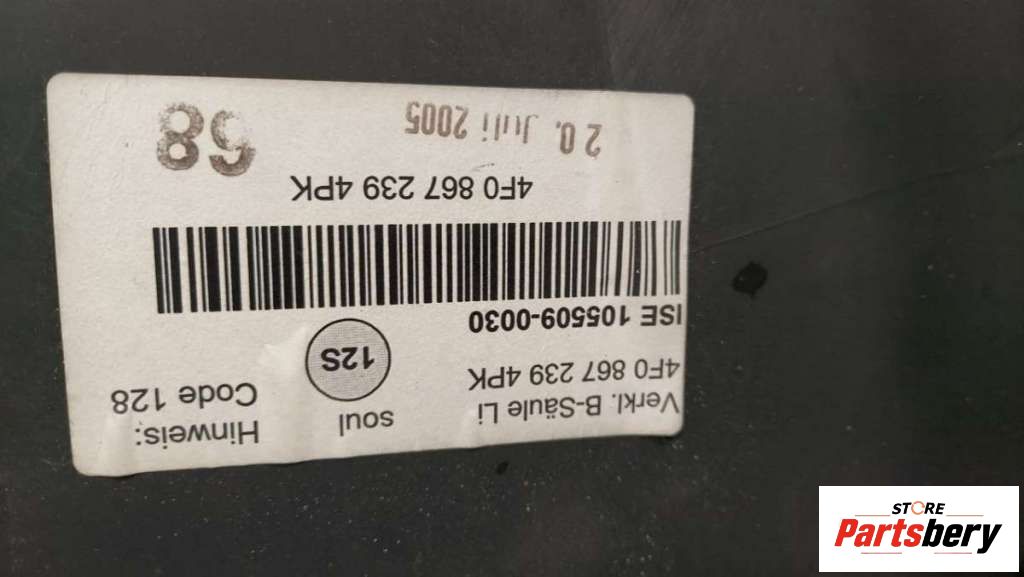 Verkl. B-Säule Li
soul
Hinweis:
4F0 867 239 4PK
12S
Code 128
ISE 105509-0030
4F0 867 239 4PK
20. Juli 2005
68
STORE
Partsbery